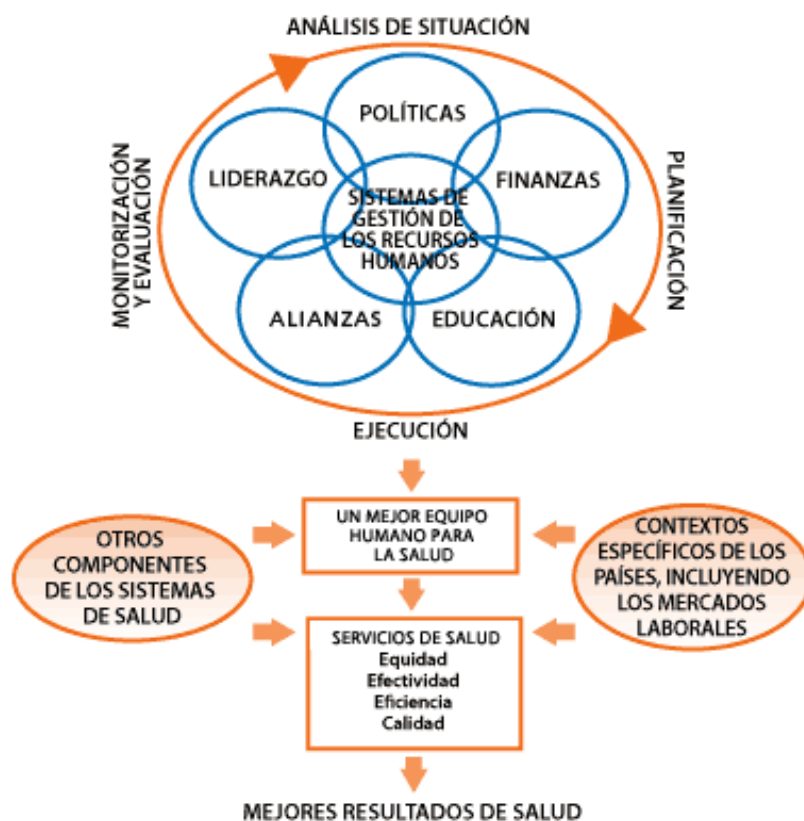 ANÁLISIS DE SITUACIÓN
POLÍTICAS
LIDERAZGO
FINANZAS
SISTEMAS DE
GESTIÓN DE
LOS RECURSOS
HUMANOS
ALIANZAS
EDUCACIÓN
MONITORIZACIÓN
Y EVALUACIÓN
PLANIFICACIÓN
EJECUCIÓN
UN MEJOR EQUIPO
HUMANO PARA
LA SALUD
OTROS
COMPONENTES
DE LOS SISTEMAS
DE SALUD
CONTEXTOS
ESPECÍFICOS DE LOS
PAÍSES, INCLUYENDO
LOS MERCADOS
LABORALES
SERVICIOS DE SALUD
Equidad
Efectividad
Eficiencia
Calidad
MEJORES RESULTADOS DE SALUD